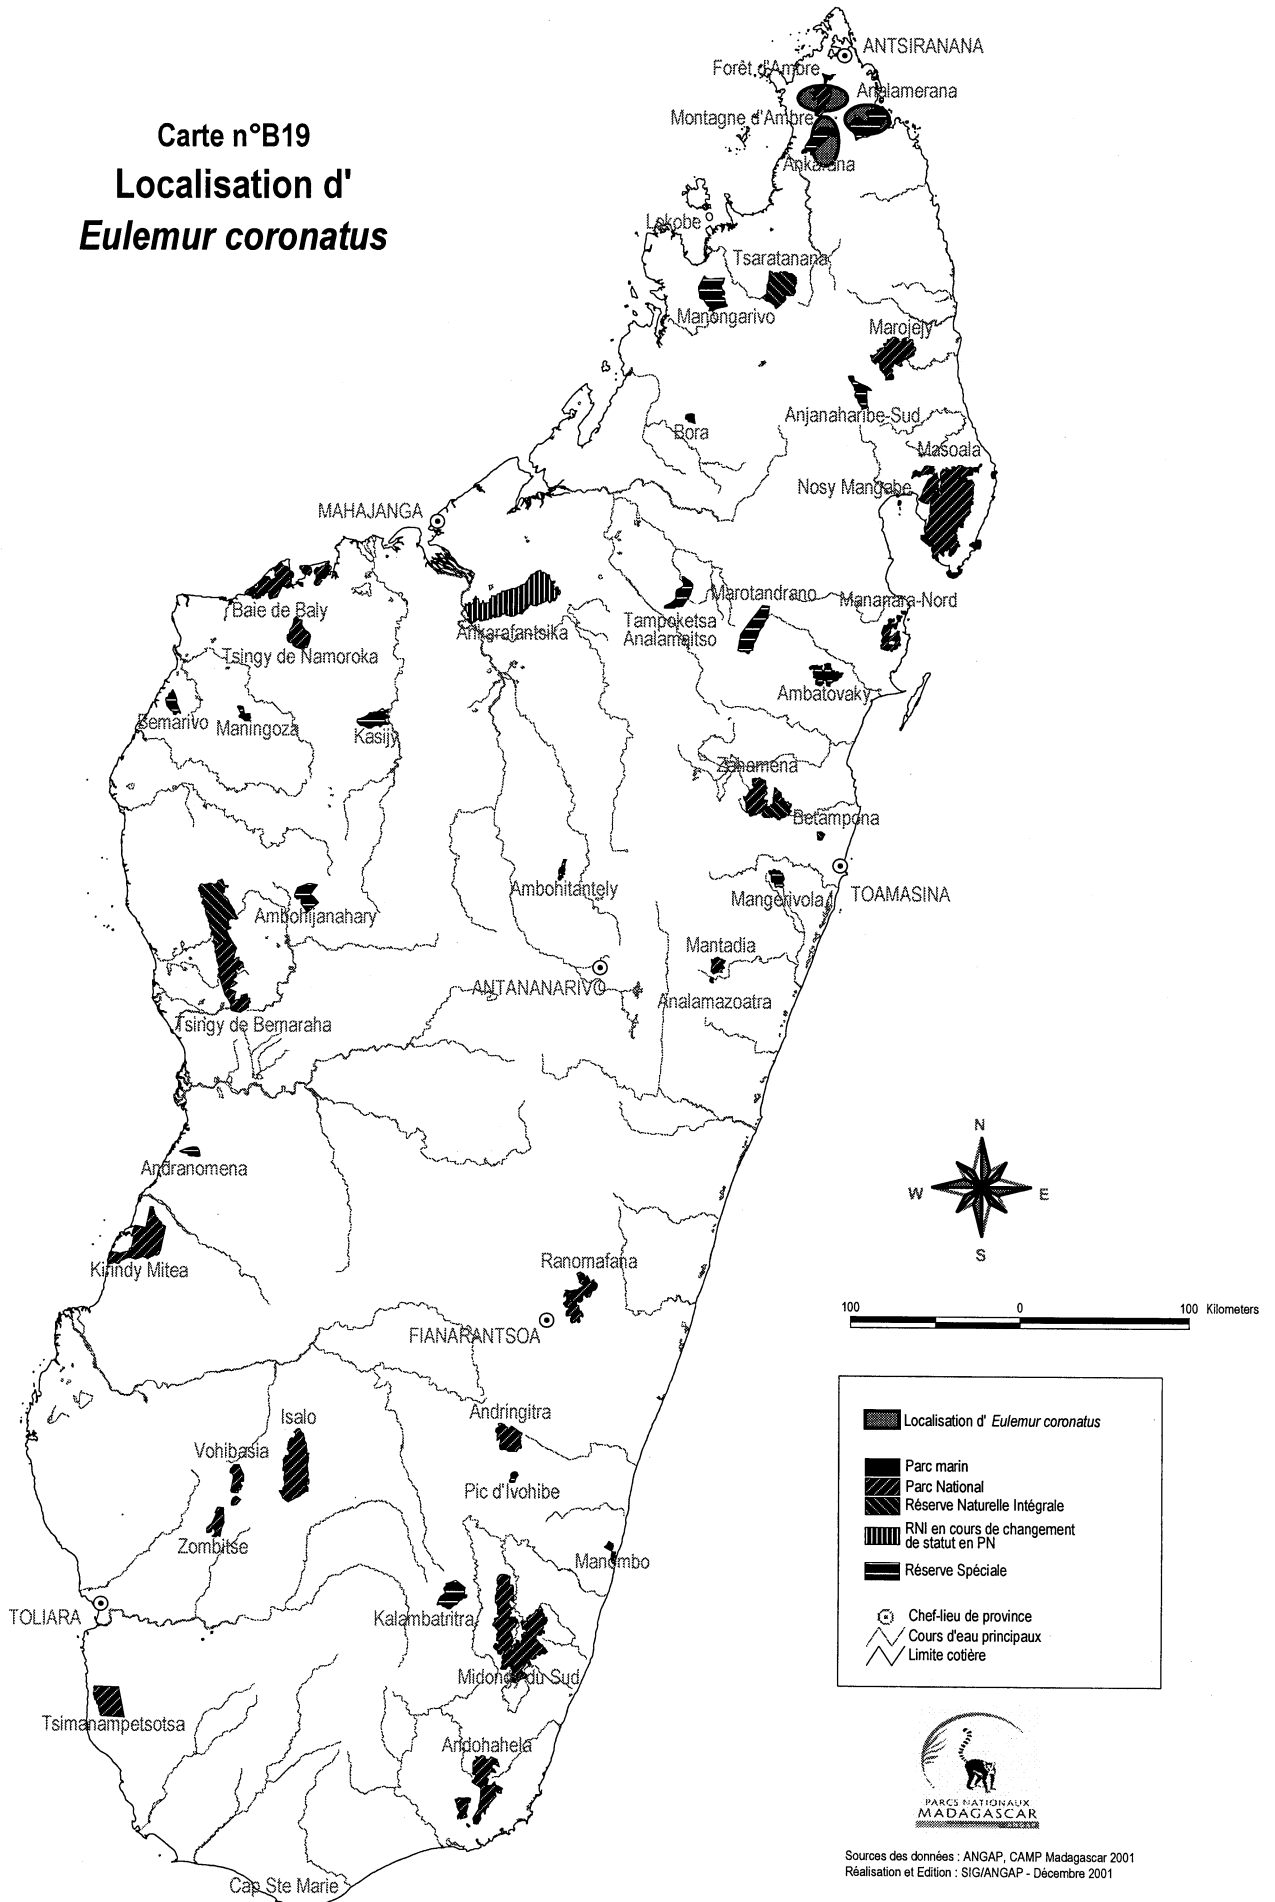 Carte n°B19
Localisation d'
Eulemur coronatus
ANTSIRANANA
Forêt d'Ambre
Analamerana
Montagne d'Ambre
Ankarana
Lokobe
Tsaratanana
Manongarivo
Marojejy
Anjanaharibe-Sud
Bora
Masoala
Nosy Mangabe
MAHAJANGA
Baie de Baly
Ankarafantsika
Marotandrano
Mananara-Nord
Tampoketsa
Analamaitso
Tsingy de Namoroka
Ambatovaky
Bemarivo
Maningoza
Kasijy
Zahamena
Betampona
Ambohitantely
TOAMASINA
Mangerivola
Ambohijanahary
Mantadia
ANTANANARIVO
Analamazoatra
Tsingy de Bemaraha
N
W
E
S
Andranomena
Kirindy Mitea
Ranomafana
100
0
100 Kilometers
FIANARANTSOA
Isalo
Andringitra
Vohibasia
Pic d'Ivohibe
Zombitse
Manombo
TOLIARA
Kalambatritra
Midongy du Sud
Tsimanampetsotsa
Andohahela
Cap Ste Marie
Localisation d' Eulemur coronatus
Parc marin
Parc National
Réserve Naturelle Intégrale
RNI en cours de changement
de statut en PN
Réserve Spéciale
Chef-lieu de province
Cours d'eau principaux
Limite cotière
PARCS NATIONAUX
MADAGASCAR
ANGAP
Sources des données : ANGAP, CAMP Madagascar 2001
Réalisation et Edition : SIG/ANGAP - Décembre 2001